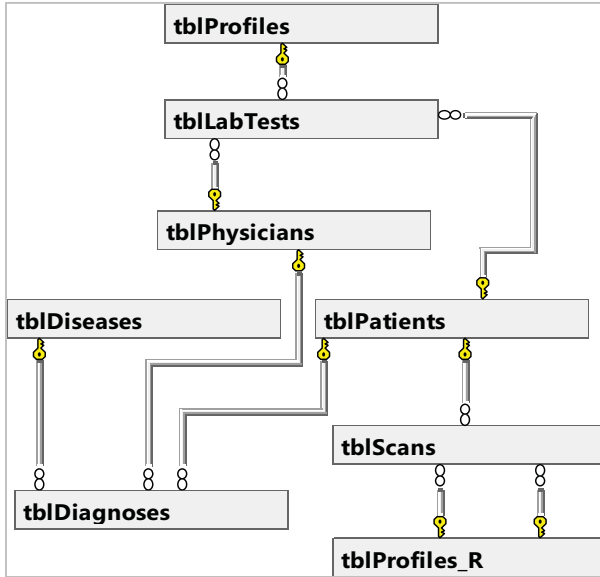 tblProfiles
tblLabTests
tblPhysicians
tblDiseases
tblPatients
tblScans
tblDiagnoses
tblProfiles_R